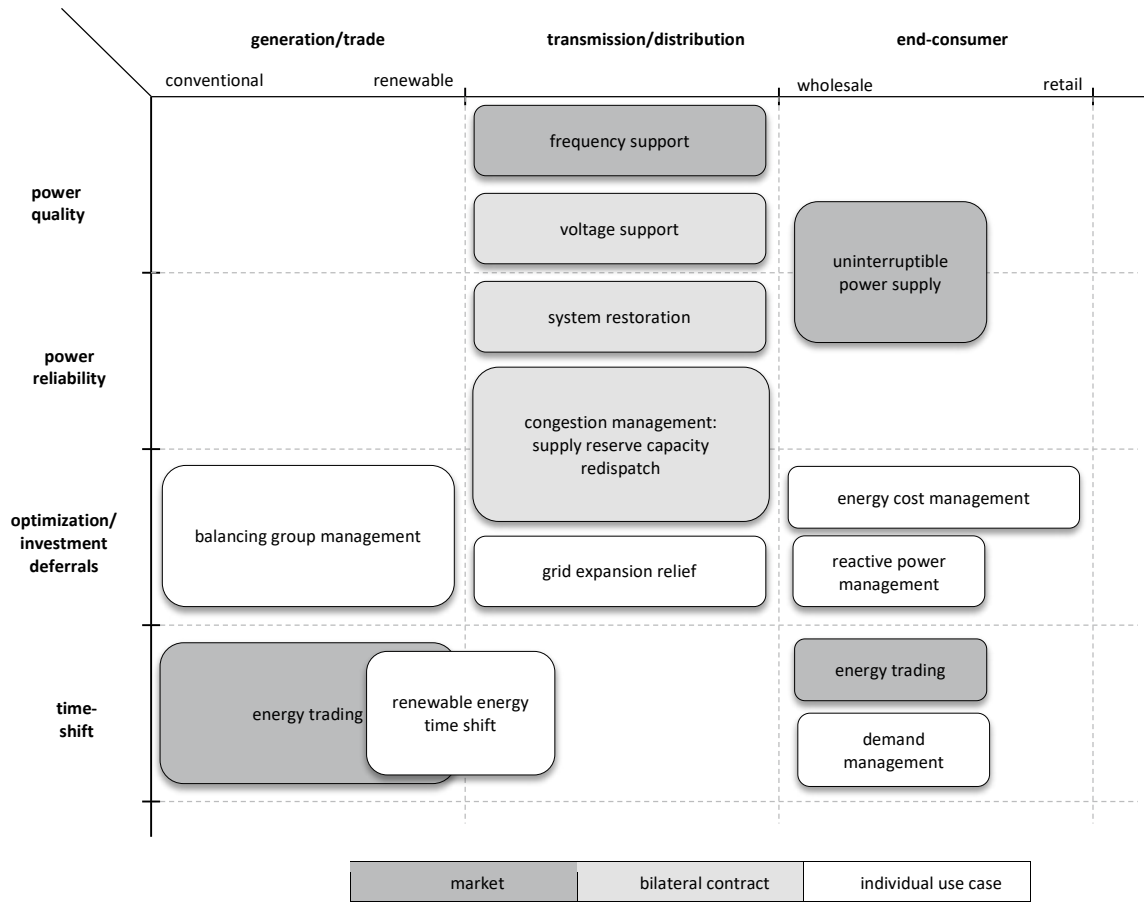 generation/trade
transmission/distribution
end-consumer
conventional
renewable
wholesale
retail
power
quality
frequency support
voltage support
uninterruptible
power supply
power
reliability
system restoration
congestion management:
supply reserve capacity
redispatch
optimization/
investment
deferrals
balancing group management
grid expansion relief
energy cost management
reactive power
management
time-
shift
energy trading
renewable energy
time shift
energy trading
demand
management
market
bilateral contract
individual use case